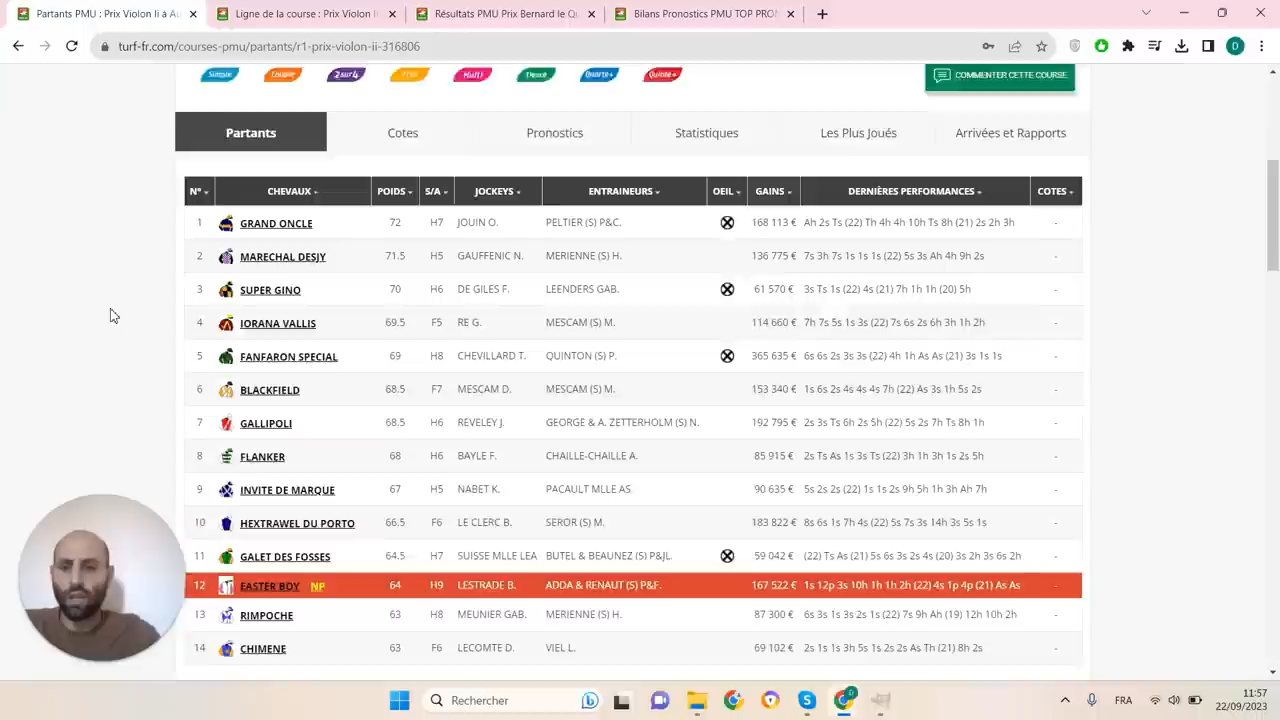 Prix Violon Ii à Au
Partants de la course : Prix V
Résultats PMU Prix Bernard le Qu
Bilans Pronostics PMU TOP PRO
turf-fr.com/courses-pmu/partants/r1-prix-violon-ii-316806
D
Simple Couplé 2sur4 Trio Multi Tiercé Quarté+ Quinté+
COMMENTER CETTE COURSE
Partants Cotes Pronostics Statistiques Les Plus Joués Arrivées et Rapports
N° CHEVAUX POIDS S/A JOCKEYS ENTRAINEURS OEIL GAINS DERNIÈRES PERFORMANCES COTES
1 GRAND ONCLE 72 H7 JOUIN O. PELTIER (S) P&C. 168 113 € Ah 2s Ts (22) Th 4h 4h 10h Ts 8h (21) 2s 2h 3h -
2 MARECHAL DESJY 71.5 H5 GAUFFENIC N. MERIENNE (S) H. 136 775 € 7s 3h 7s 1s 1s 1s (22) 5s 3s Ah 4h 9h 2s -
3 SUPER GINO 70 H6 DE GILES F. LEENDERS GAB. 61 570 € 3s Ts 1s (22) 4s (21) 7h 1h 1h (20) 5h -
4 JORANA VALLIS 69.5 F5 RE G. MESCAM (S) M. 114 660 € 7h 7s 5s 1s 3s (22) 7s 6s 2s 6h 3h 1h 2h -
5 FANFARON SPECIAL 69 H8 CHEVILLARD T. QUINTON (S) P. 365 635 € 6s 6s 2s 3s 3s (22) 4h 1h As As (21) 3s 1s 1s -
6 BLACKFIELD 68.5 F7 MESCAM D. MESCAM (S) M. 153 340 € 1s 6s 2s 4s 4s 4s 7h (22) As 3s 1h 5s 2s -
7 GALLIPOLI 68.5 H6 REVELEY J. GEORGE & A. ZETTERHOLM (S) N. 192 795 € 2s 3s Ts 6h 2s 5h (22) 5s 2s 7h Ts 8h 1h -
8 FLANKER 68 H6 BAYLE F. CHAILLE-CHAILLE A. 85 915 € 2s Ts As 1s 3s Ts (22) 3h 1h 3h 1s 2s 5h -
9 INVITE DE MARQUE 67 H5 NABET K. PACAULT MLLE AS. 90 635 € 5s 2s 2s (22) 1s 1s 2s 9h 5h 1h 3h Ah 7h -
10 HEXTRAWEL DU PORTO 66.5 F6 LE CLERC B. SEROR (S) M. 183 822 € 8s 6s 1s 7h 4s (22) 5s 7s 3s 14h 3s 5s 1s -
11 GALET DES FOSSES 64.5 H7 SUISSE MLLE LEA BUTEL & BEAUNEZ (S) P&JL. 59 042 € (22) Ts As (21) 5s 6s 3s 2s 4s (20) 3s 2h 3s 6s 2h -
12 EASTER BOY NP 64 H9 LESTRADE B. ADDA & RENAUT (S) P&F. 167 522 € 1s 12p 3s 10h 1h 1h 2h (22) 4s 1p 4p (21) As As -
13 RIMPOCHE 63 H8 MEUNIER GAB. MERIENNE (S) H. 87 300 € 6s 3s 1s 3s 2s 1s (22) 7s 9h Ah (19) 12h 10h 2h -
14 CHIMENE 63 F6 LECOMTE D. VIEL L. 69 102 € 2s 1s 1s 3h 5s 1s 2s 2s As Th (21) 8h 2s -
Rechercher
FRA
11:57
22/09/2023